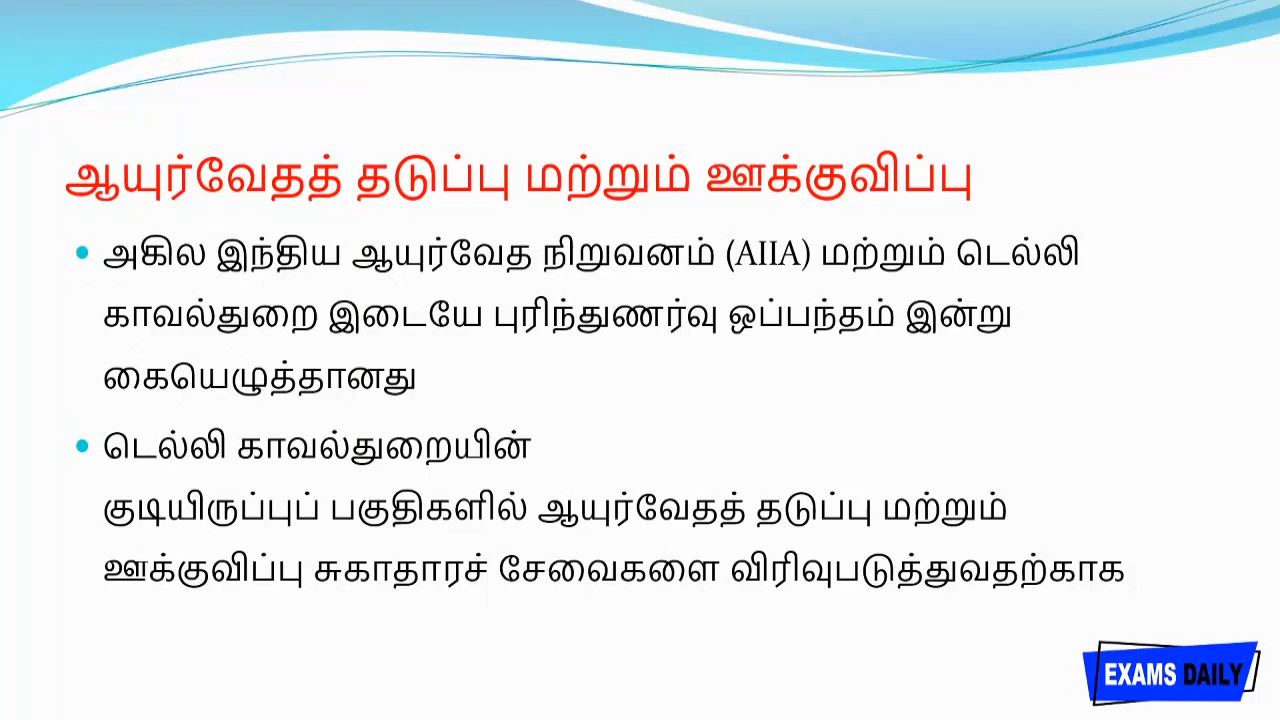 ஆயுர்வேதத் தடுப்பு மற்றும் ஊக்குவிப்பு
• அகில இந்திய ஆயுர்வேத நிறுவனம் (AIIA) மற்றும் டெல்லி
காவல்துறை இடையே புரிந்துணர்வு ஒப்பந்தம் இன்று
கையெழுத்தானது
• டெல்லி காவல்துறையின்
குடியிருப்புப் பகுதிகளில் ஆயுர்வேதத் தடுப்பு மற்றும்
ஊக்குவிப்பு சுகாதாரச் சேவைகளை விரிவுபடுத்துவதற்காக
EXAMS DAILY